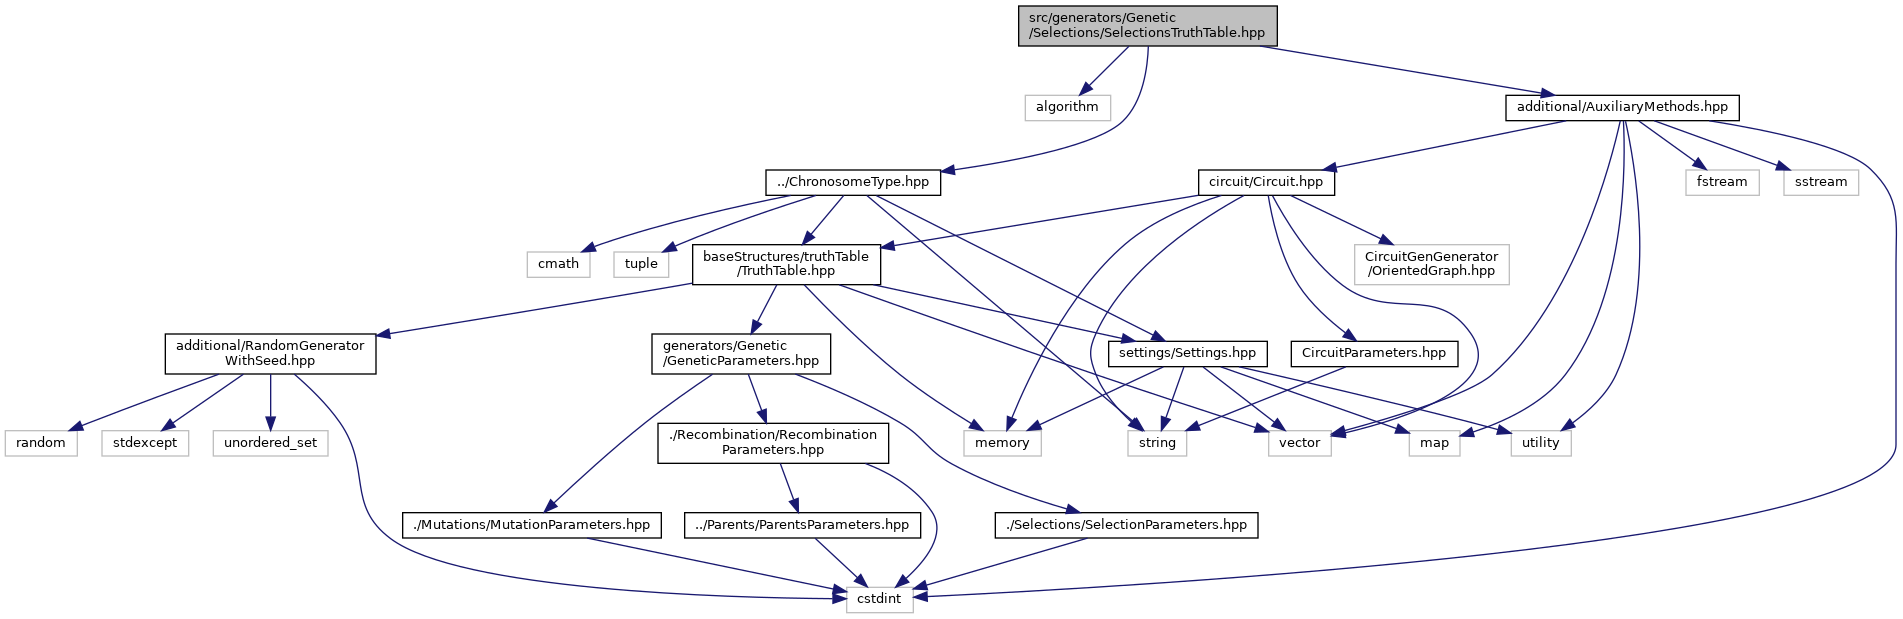 src/generators/Genetic
/Selections/SelectionsTruthTable.hpp
algorithm
additional/AuxiliaryMethods.hpp
../ChronosomeType.hpp
circuit/Circuit.hpp
fstream
sstream
cmath
tuple
baseStructures/truthTable
/TruthTable.hpp
CircuitGenGenerator
/OrientedGraph.hpp
additional/RandomGenerator
WithSeed.hpp
generators/Genetic
/GeneticParameters.hpp
settings/Settings.hpp
CircuitParameters.hpp
random
stdexcept
unordered_set
./Recombination/Recombination
Parameters.hpp
memory
string
vector
map
utility
./Mutations/MutationParameters.hpp
../Parents/ParentsParameters.hpp
./Selections/SelectionParameters.hpp
cstdint